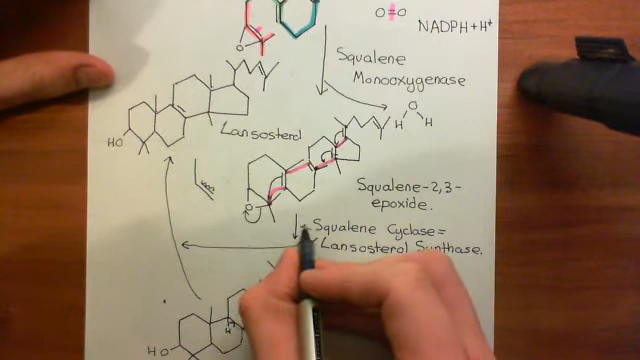 O=O
NADPH + H⁺
O
Squalene
Monooxygenase
O
H H
HO
Lansosterol
Squalene-2,3-
epoxide.
O
Squalene Cyclase =
Lansosterol Synthase.
H
HO